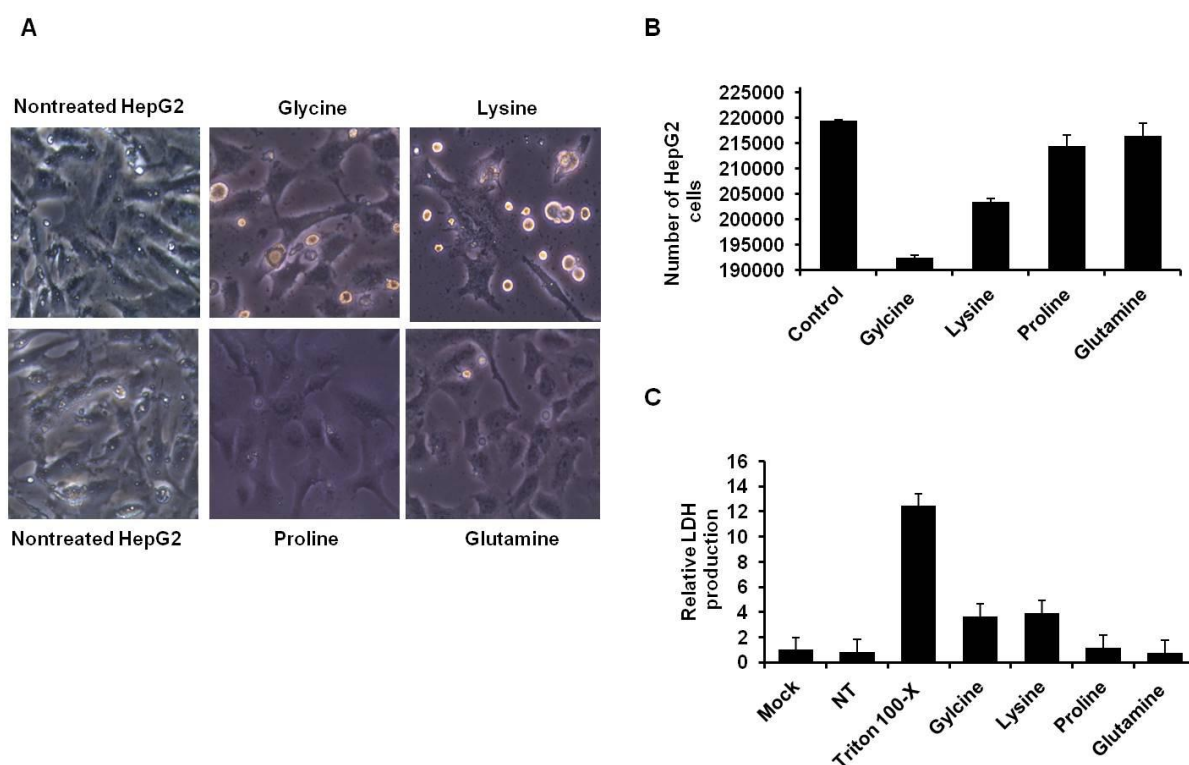 A
Nontreated HepG2 Glycine Lysine
Nontreated HepG2 Proline Glutamine
B
Number of HepG2
cells
225000
220000
215000
210000
205000
200000
195000
190000
Control Gylcine Lysine Proline Glutamine
C
Relative LDH
production
16
14
12
10
8
6
4
2
0
Mock NT Triton 100-X Gylcine Lysine Proline Glutamine